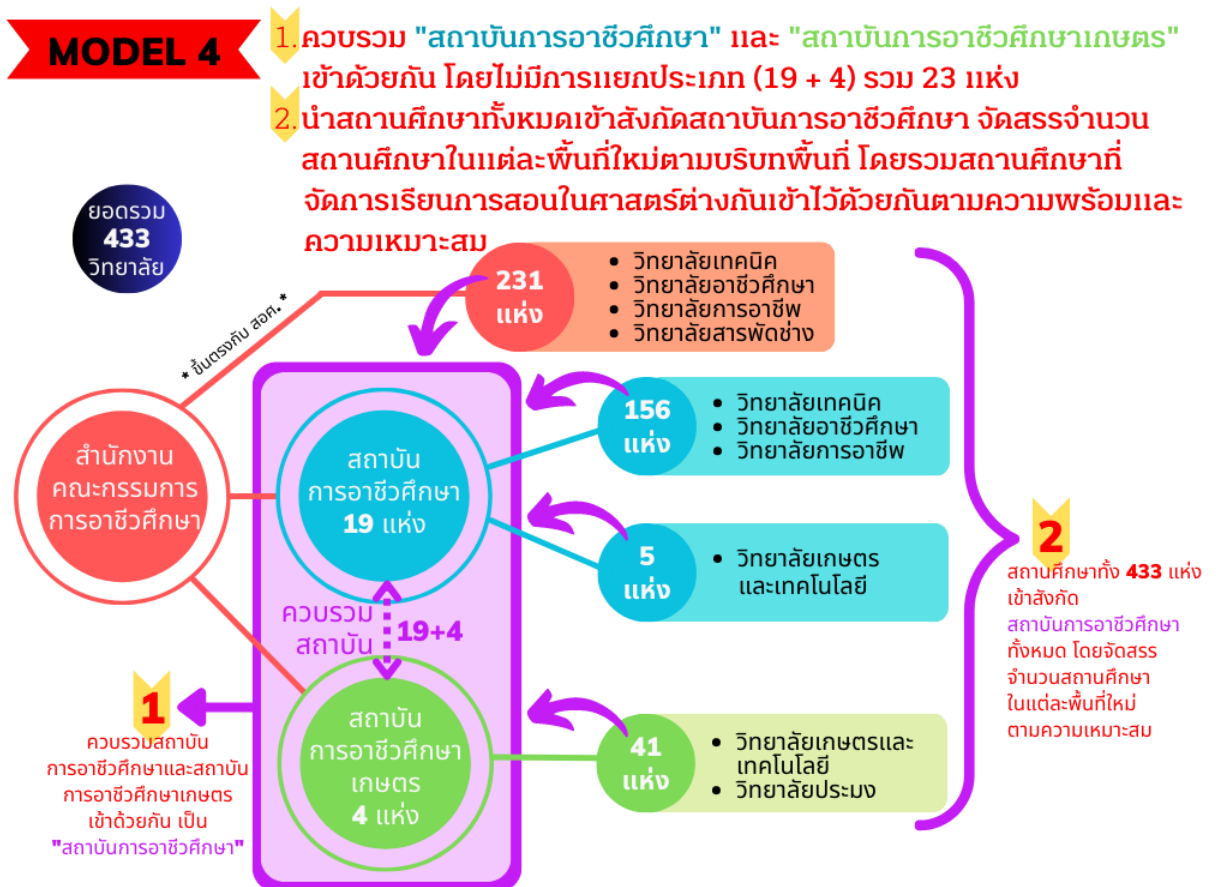 MODEL 4
1. ควบรวม "สถาบันการอาชีวศึกษา" และ "สถาบันการอาชีวศึกษาเกษตร"
เข้าด้วยกัน โดยไม่มีการแยกประเภท (19 + 4) รวม 23 แห่ง
2. นำสถานศึกษาทั้งหมดเข้าสังกัดสถาบันการอาชีวศึกษา จัดสรรจำนวน
สถานศึกษาในแต่ละพื้นที่ใหม่ตามบริบทพื้นที่ โดยรวมสถานศึกษาที่
จัดการเรียนการสอนในศาสตร์ต่างกันเข้าไว้ด้วยกันตามความพร้อมและ
ความเหมาะสม
ยอดรวม
433
วิทยาลัย
231
แห่ง
• วิทยาลัยเทคนิค
• วิทยาลัยอาชีวศึกษา
• วิทยาลัยการอาชีพ
• วิทยาลัยสารพัดช่าง
* ขึ้นตรงกับ สอศ. *
156
แห่ง
• วิทยาลัยเทคนิค
• วิทยาลัยอาชีวศึกษา
• วิทยาลัยการอาชีพ
สำนักงาน
คณะกรรมการ
การอาชีวศึกษา
สถาบัน
การอาชีวศึกษา
19 แห่ง
5
แห่ง
• วิทยาลัยเกษตร
และเทคโนโลยี
ควบรวม
สถาบัน
19+4
สถาบัน
การอาชีวศึกษา
เกษตร
4 แห่ง
41
แห่ง
• วิทยาลัยเกษตรและ
เทคโนโลยี
• วิทยาลัยประมง
1
ควบรวมสถาบัน
การอาชีวศึกษาและสถาบัน
การอาชีวศึกษาเกษตร
เข้าด้วยกัน เป็น
"สถาบันการอาชีวศึกษา"
2
สถานศึกษาทั้ง 433 แห่ง
เข้าสังกัด
สถาบันการอาชีวศึกษา
ทั้งหมด โดยจัดสรร
จำนวนสถานศึกษา
ในแต่ละพื้นที่ใหม่
ตามความเหมาะสม